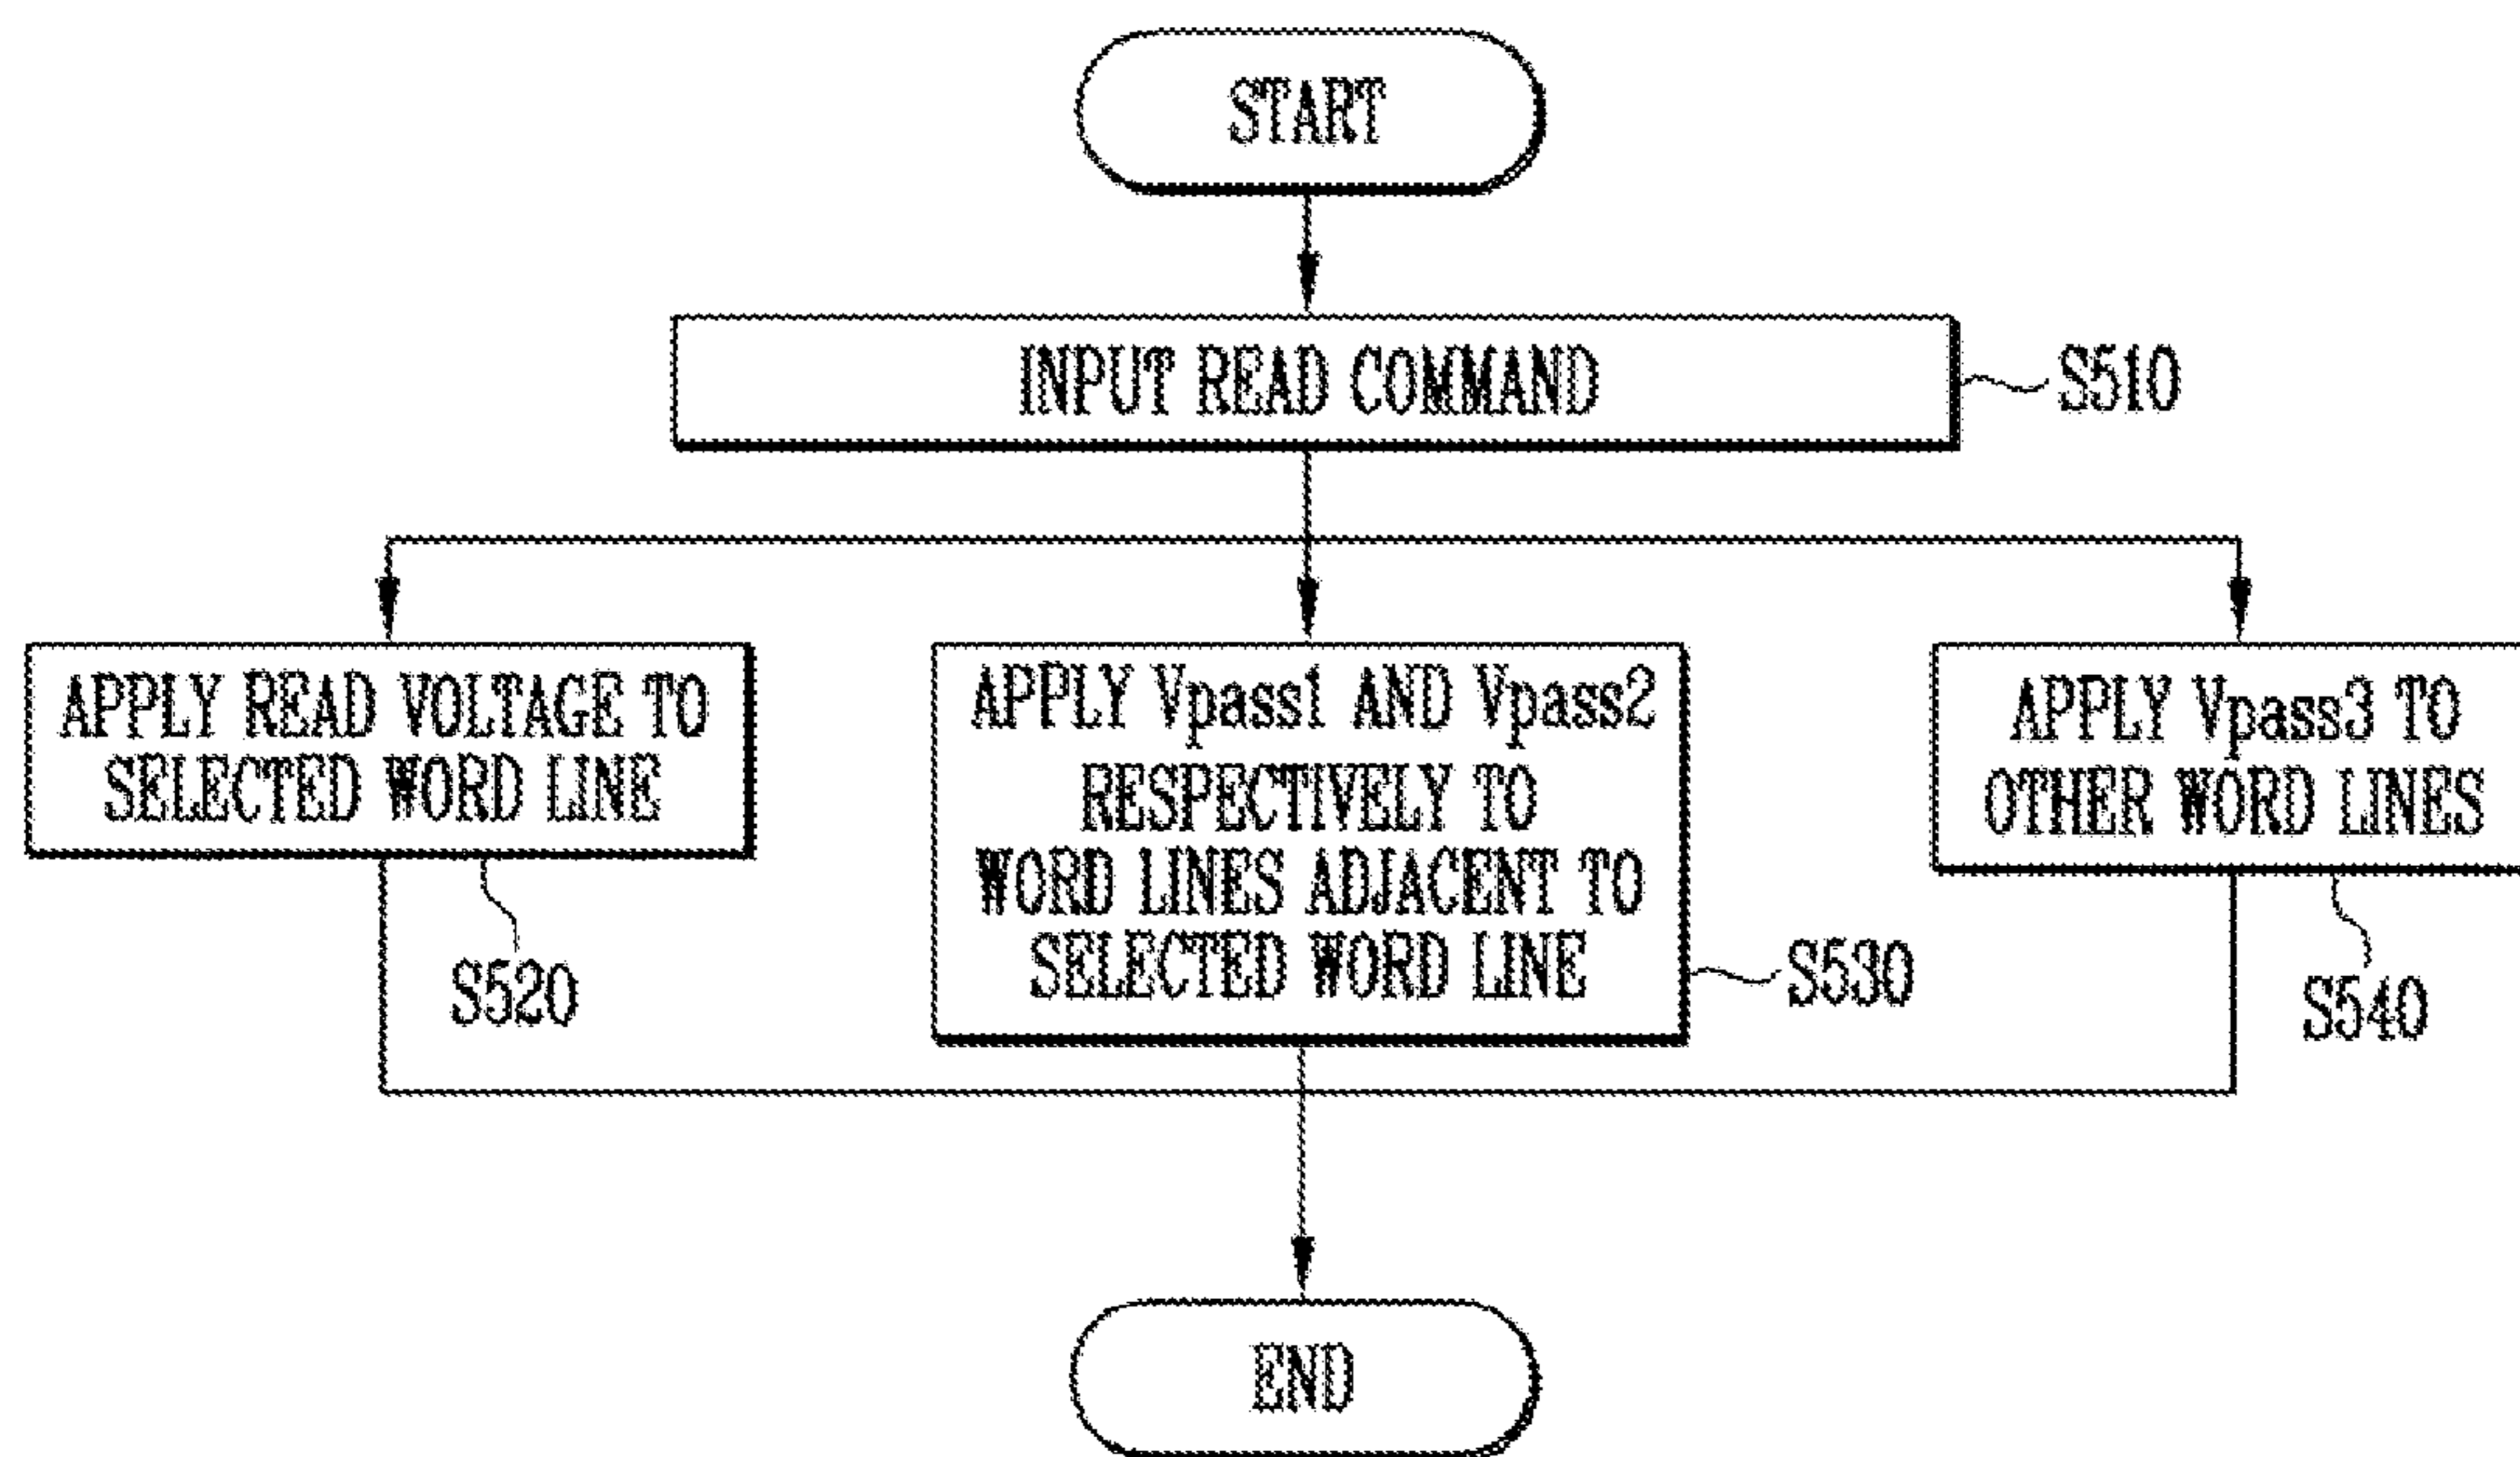 START
INPUT READ COMMAND
S510
APPLY READ VOLTAGE TO
SELECTED WORD LINE
S520
APPLY Vpass1 AND Vpass2
RESPECTIVELY TO
WORD LINES ADJACENT TO
SELECTED WORD LINE
S530
APPLY Vpass3 TO
OTHER WORD LINES
S540
END